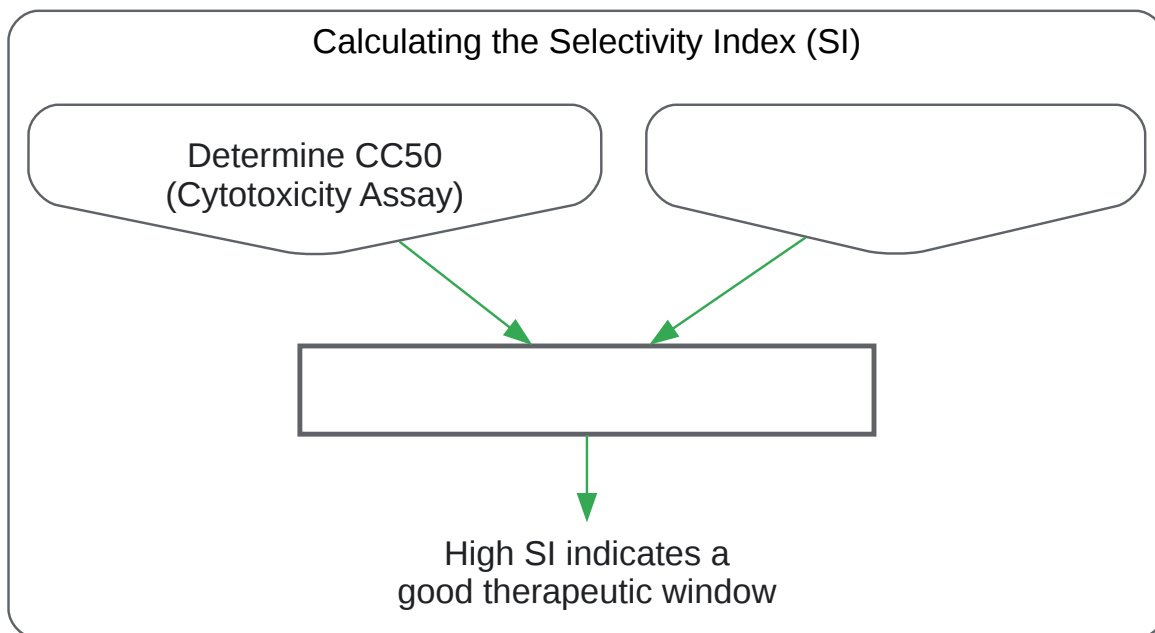 Calculating the Selectivity Index (SI)
Determine CC50
(Cytotoxicity Assay)
High SI indicates a
good therapeutic window